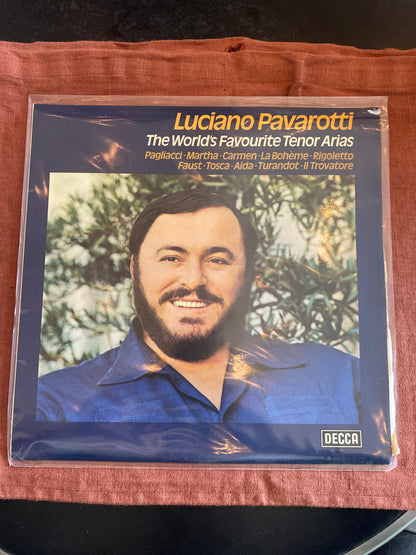 Luciano Pavarotti
The World's Favourite Tenor Arias
Pagliacci · Martha · Carmen · La Bohème · Rigoletto
Faust · Tosca · Aida · Turandot · Il Trovatore
DECCA